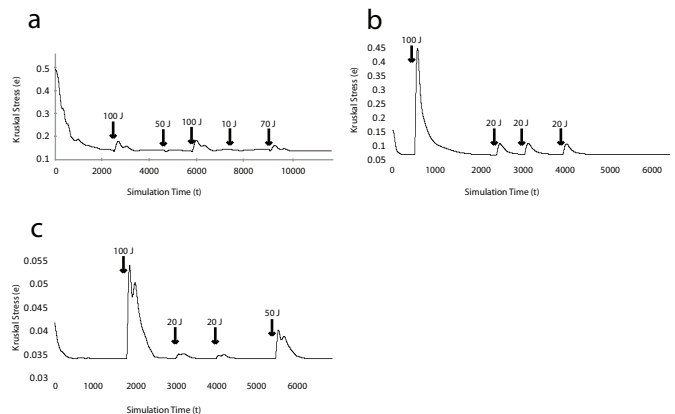 a
Kruskal Stress (e)
0.5
0.4
0.3
0.2
0.1
100 J
50 J
100 J
10 J
70 J
0 2000 4000 6000 8000 10000
Simulation Time (t)
b
Kruskal Stress (e)
0.45
0.4
0.35
0.3
0.25
0.2
0.15
0.1
0.05
100 J
20 J 20 J 20 J
0 1000 2000 3000 4000 5000 6000
Simulation Time (t)
c
Kruskal Stress (e)
0.055
0.05
0.045
0.04
0.035
0.03
100 J
20 J 20 J
50 J
0 1000 2000 3000 4000 5000 6000
Simulation Time (t)